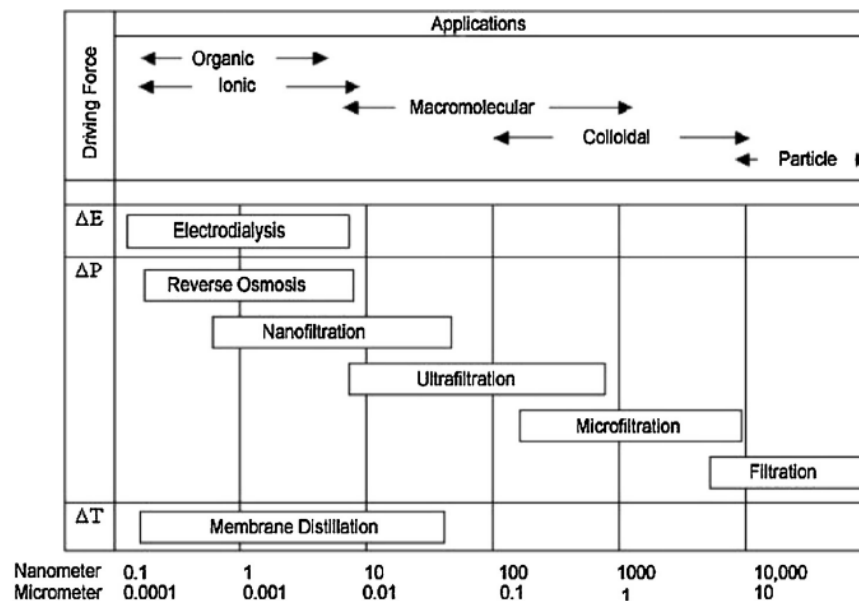 Applications
Driving Force
Organic
Ionic
Macromolecular
Colloidal
Particle
ΔE
Electrodialysis
ΔP
Reverse Osmosis
Nanofiltration
Ultrafiltration
Microfiltration
Filtration
ΔT
Membrane Distillation
Nanometer 0.1 1 10 100 1000 10,000
Micrometer 0.0001 0.001 0.01 0.1 1 10